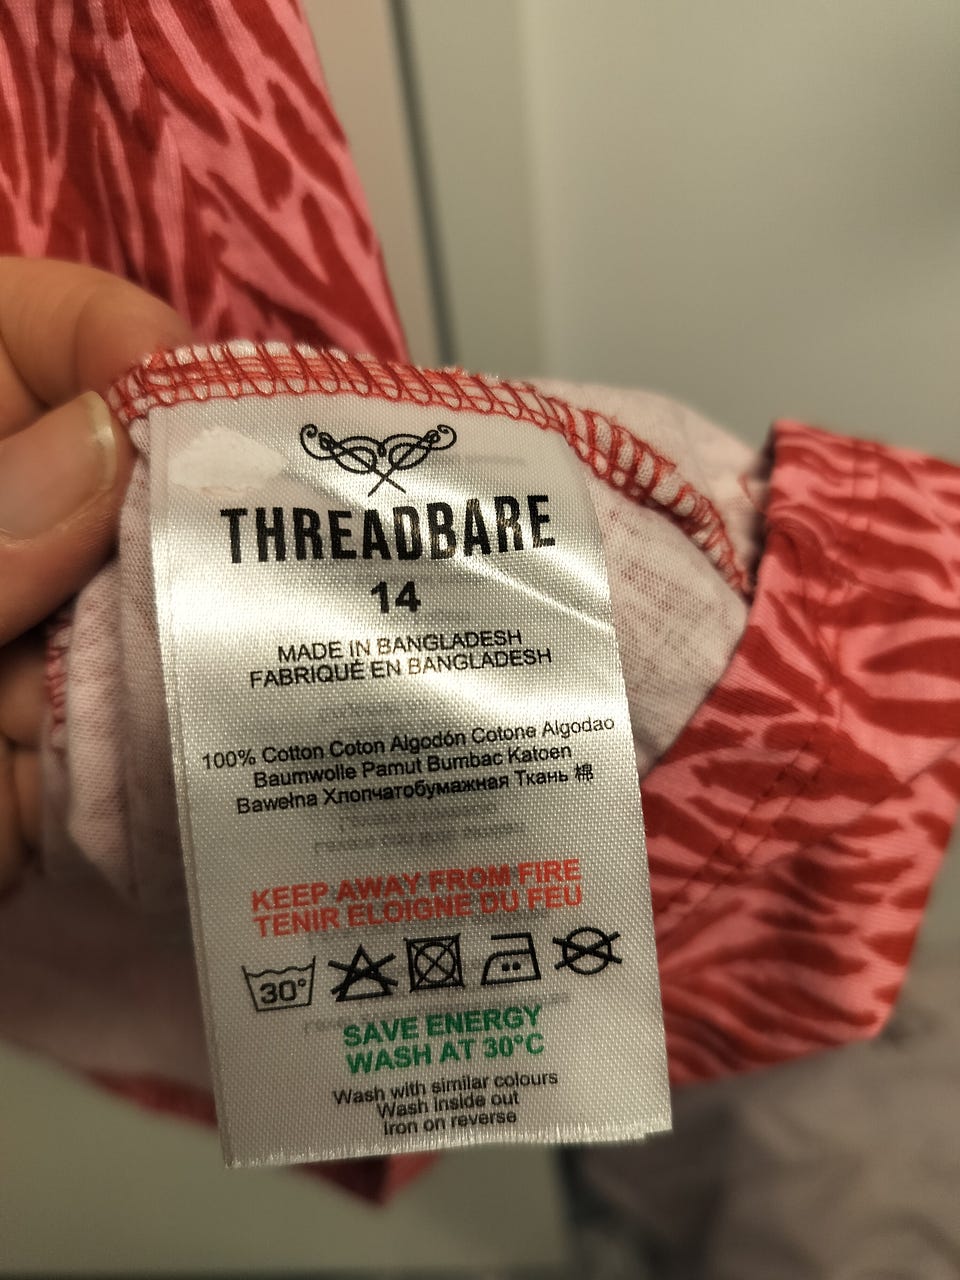 THREADBARE
14
MADE IN BANGLADESH
FABRIQUÉ EN BANGLADESH
100% Cotton Coton Algodón Cotone Algodao
Baumwolle Pamut Bumbac Katoen
Bawełna Хлопчатобумажная Ткань 棉
KEEP AWAY FROM FIRE
TENIR ELOIGNE DU FEU
30°
SAVE ENERGY
WASH AT 30°C
Wash with similar colours
Wash inside out
Iron on reverse